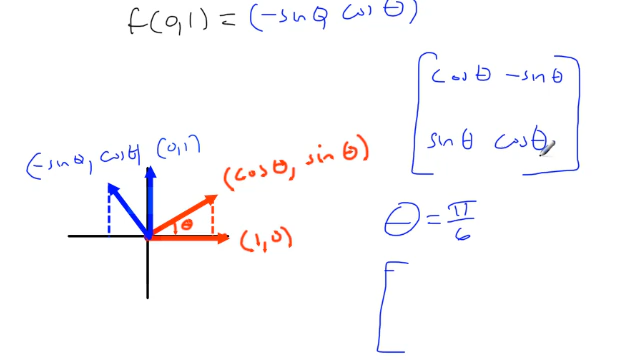 f(0,1) = (-sinθ cosθ)
[cosθ -sinθ
sinθ cosθ]
(-sinθ, cosθ) (0,1)
(cosθ, sinθ)
θ
(1,0)
θ = π/6
[